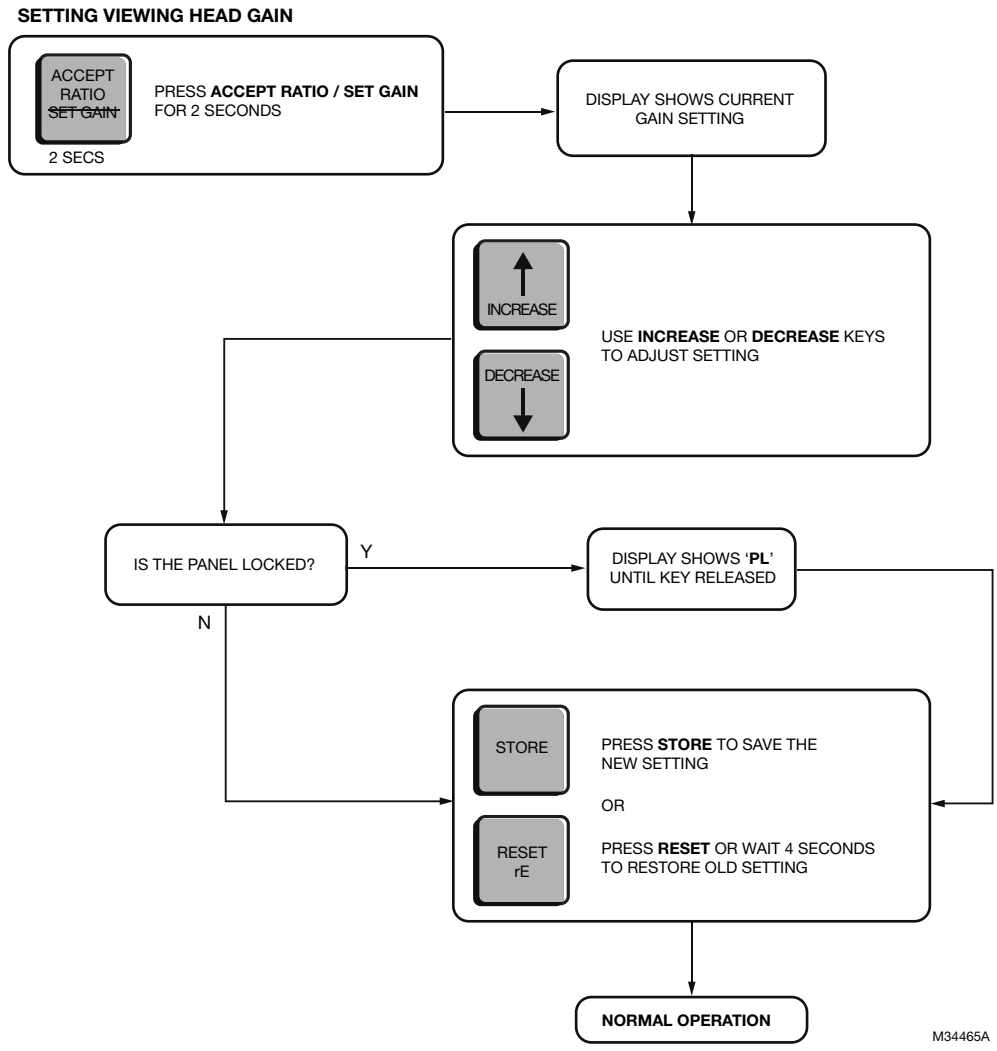 SETTING VIEWING HEAD GAIN
ACCEPT
RATIO
SET GAIN
2 SECS
PRESS ACCEPT RATIO / SET GAIN
FOR 2 SECONDS
DISPLAY SHOWS CURRENT
GAIN SETTING
INCREASE
DECREASE
USE INCREASE OR DECREASE KEYS
TO ADJUST SETTING
IS THE PANEL LOCKED?
Y
N
DISPLAY SHOWS ‘PL’
UNTIL KEY RELEASED
STORE
PRESS STORE TO SAVE THE
NEW SETTING
OR
RESET
rE
PRESS RESET OR WAIT 4 SECONDS
TO RESTORE OLD SETTING
NORMAL OPERATION
M34465A